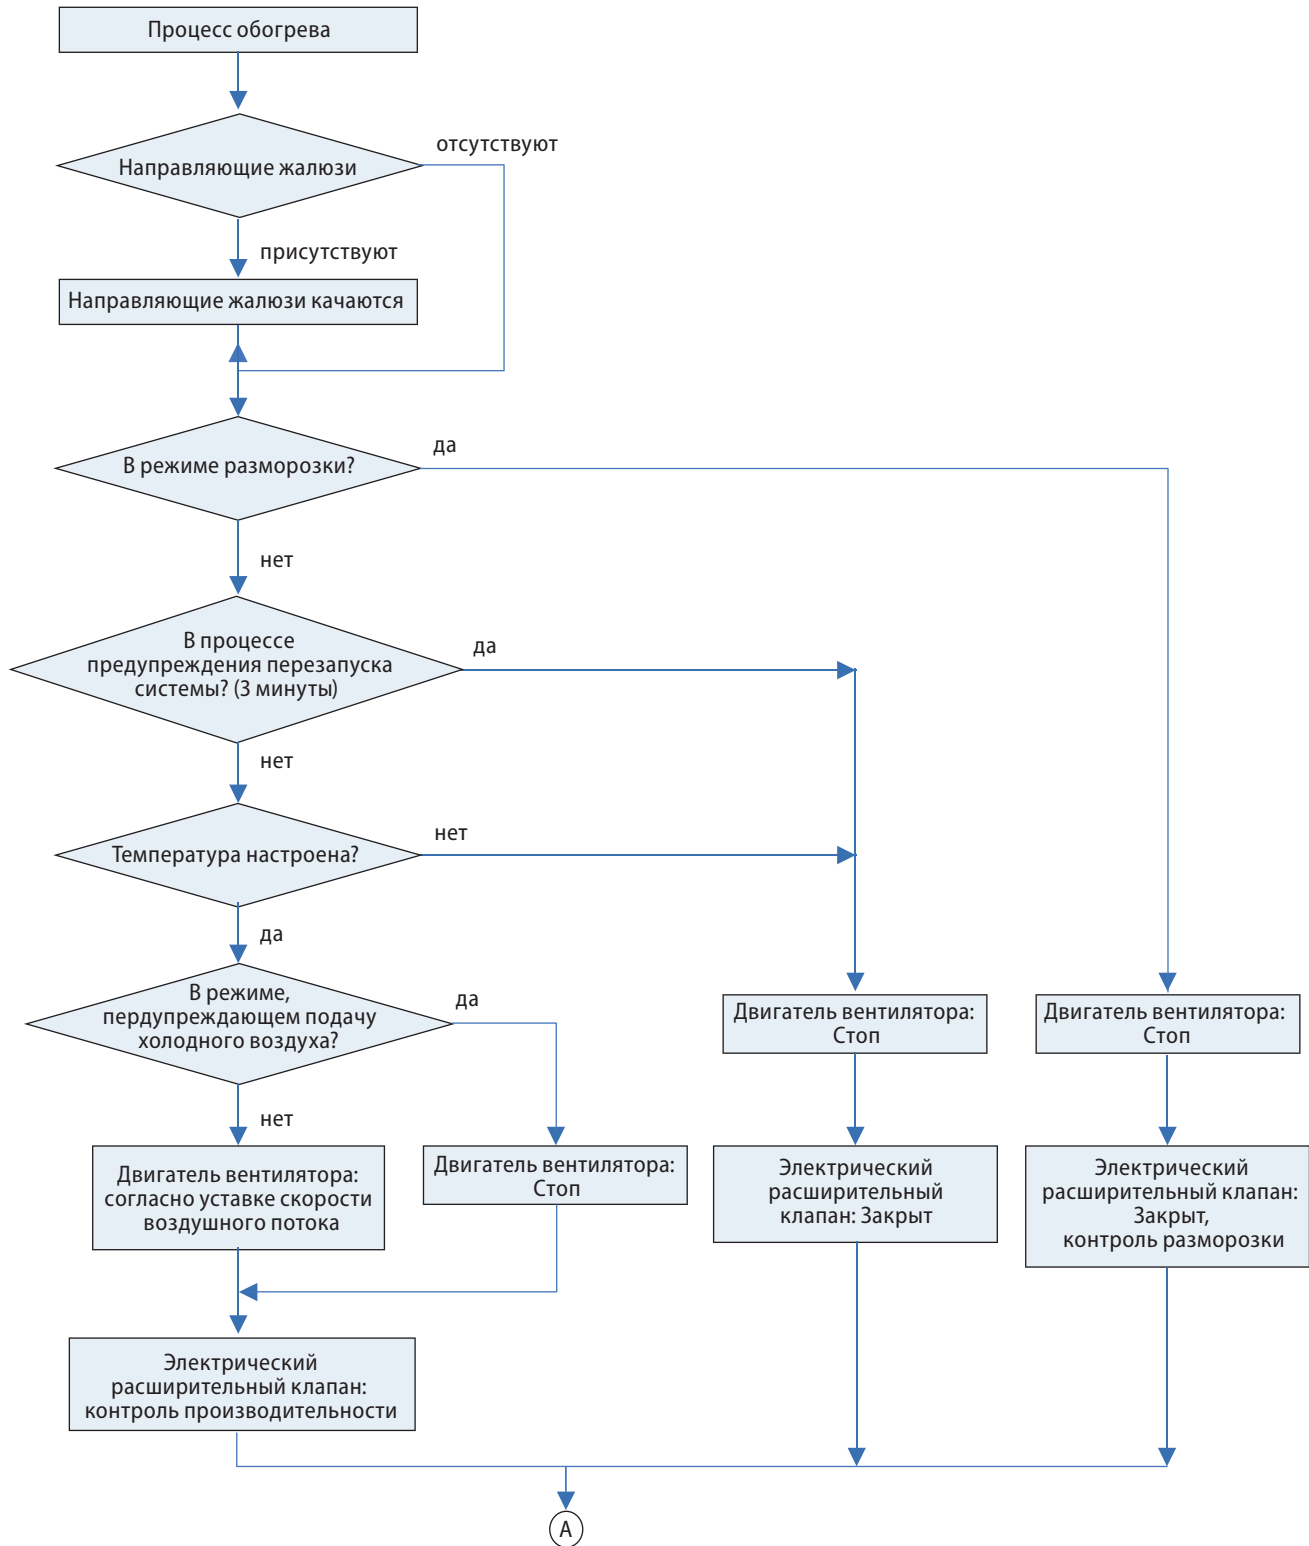 Процесс обогрева
отсутствуют
Направляющие жалюзи
присутствуют
Направляющие жалюзи качаются
да
В режиме разморозки?
нет
В процессе
предупреждения перезапуска
системы? (3 минуты)
да
нет
Температура настроена?
нет
да
В режиме,
пердупреждающем подачу
холодного воздуха?
да
Двигатель вентилятора:
Стоп
Двигатель вентилятора:
Стоп
нет
Двигатель вентилятора:
согласно уставке скорости
воздушного потока
Двигатель вентилятора:
Стоп
Электрический
расширительный
клапан: Закрыт
Электрический
расширительный клапан:
Закрыт,
контроль разморозки
Электрический
расширительный клапан:
контроль производительности
А